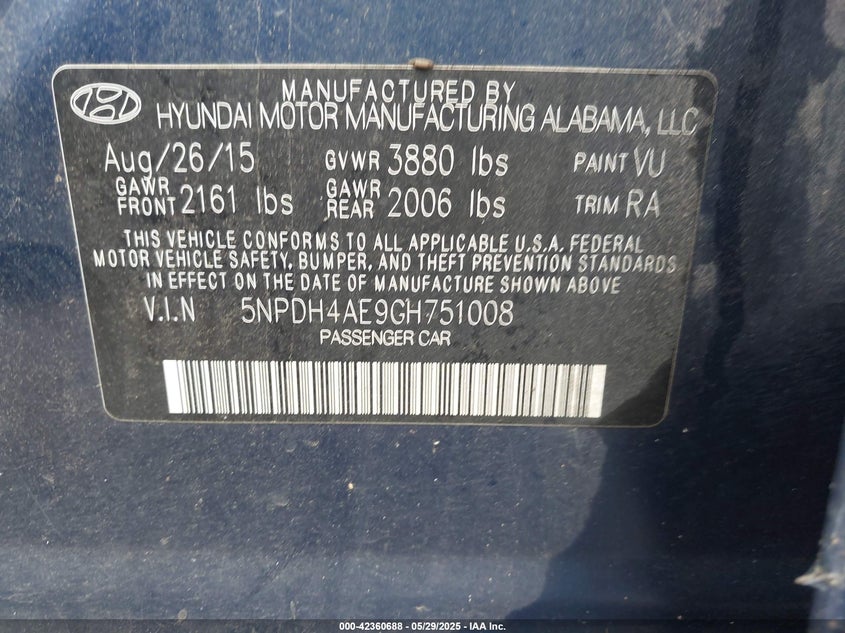 MANUFACTURED BY
HYUNDAI MOTOR MANUFACTURING ALABAMA, LLC
Aug/26/15 GVWR 3880 lbs PAINT VU
GAWR FRONT 2161 lbs GAWR REAR 2006 lbs TRIM RA
THIS VEHICLE CONFORMS TO ALL APPLICABLE U.S.A. FEDERAL
MOTOR VEHICLE SAFETY, BUMPER, AND THEFT PREVENTION STANDARDS
IN EFFECT ON THE DATE OF MANUFACTURE SHOWN ABOVE
V.I.N 5NPDH4AE9GH751008
PASSENGER CAR
000-42360688 - 05/29/2025 - IAA Inc.